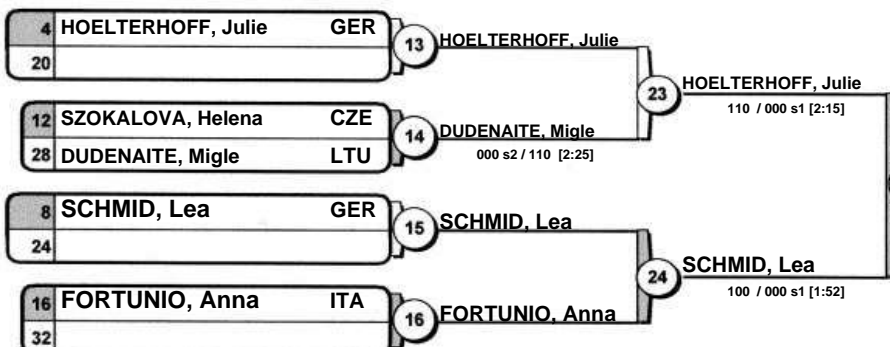 4 HOELTERHOFF, Julie GER
20
13 HOELTERHOFF, Julie
12 SZOKALOVA, Helena CZE
28 DUDENAITE, Migle LTU
14 DUDENAITE, Migle
000 s2 / 110 [2:25]
23 HOELTERHOFF, Julie
110 / 000 s1 [2:15]
8 SCHMID, Lea GER
24
15 SCHMID, Lea
16 FORTUNIO, Anna ITA
32
16 FORTUNIO, Anna
24 SCHMID, Lea
100 / 000 s1 [1:52]